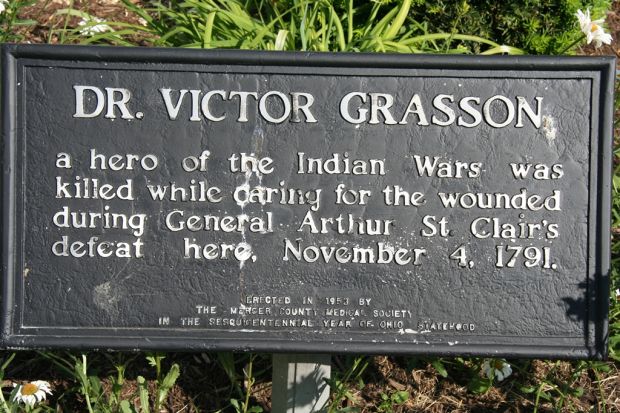 DR. VICTOR GRASSON
a hero of the Indian Wars was
killed while caring for the wounded
during General Arthur St. Clair's
defeat here, November 4, 1791.
ERECTED IN 1953 BY
THE MERCER COUNTY MEDICAL SOCIETY
IN THE SESQUICENTENNIAL YEAR OF OHIO STATEHOOD